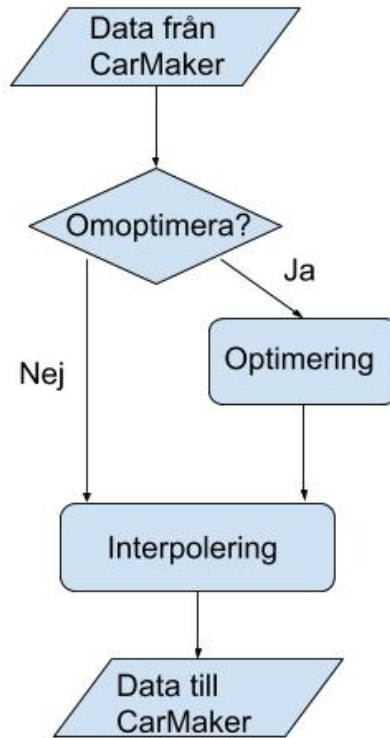 Data från
CarMaker
Omoptimera?
Ja
Optimering
Nej
Interpolering
Data till
CarMaker